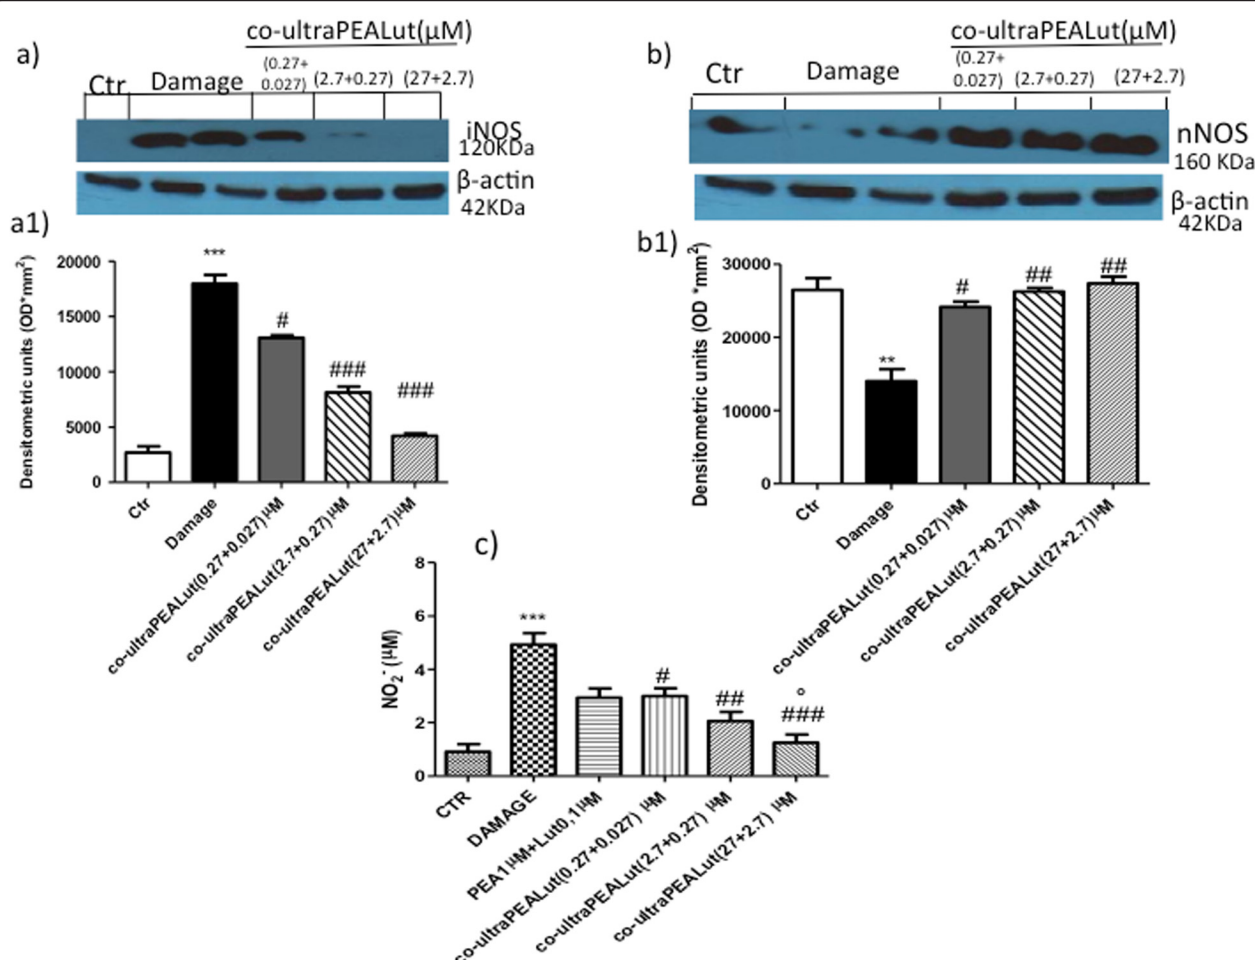 a)
co-ultraPEALut(µM)
Ctr
Damage
(0.27+
0.027)
(2.7+0.27)
(27+2.7)
iNOS
120KDa
β-actin
42KDa
b)
co-ultraPEALut(µM)
Ctr
Damage
(0.27+
0.027)
(2.7+0.27)
(27+2.7)
nNOS
160 KDa
β-actin
42KDa
a1)
Densitometric units (OD*mm²)
20000
15000
10000
5000
0
***
#
###
###
Ctr
Damage
co-ultraPEALut(0.27+0.027)µM
co-ultraPEALut(2.7+0.27)µM
co-ultraPEALut(27+2.7)µM
b1)
Densitometric units (OD *mm²)
30000
20000
10000
0
**
#
##
##
Ctr
Damage
co-ultraPEALut(0.27+0.027)µM
co-ultraPEALut(2.7+0.27)µM
co-ultraPEALut(27+2.7)µM
c)
NO₂⁻ (µM)
8
6
4
2
0
***
#
##
°
###
CTR
DAMAGE
PEA1µM+Lut0,1µM
co-ultraPEALut(0.27+0.027) µM
co-ultraPEALut(2.7+0.27) µM
co-ultraPEALut(27+2.7) µM